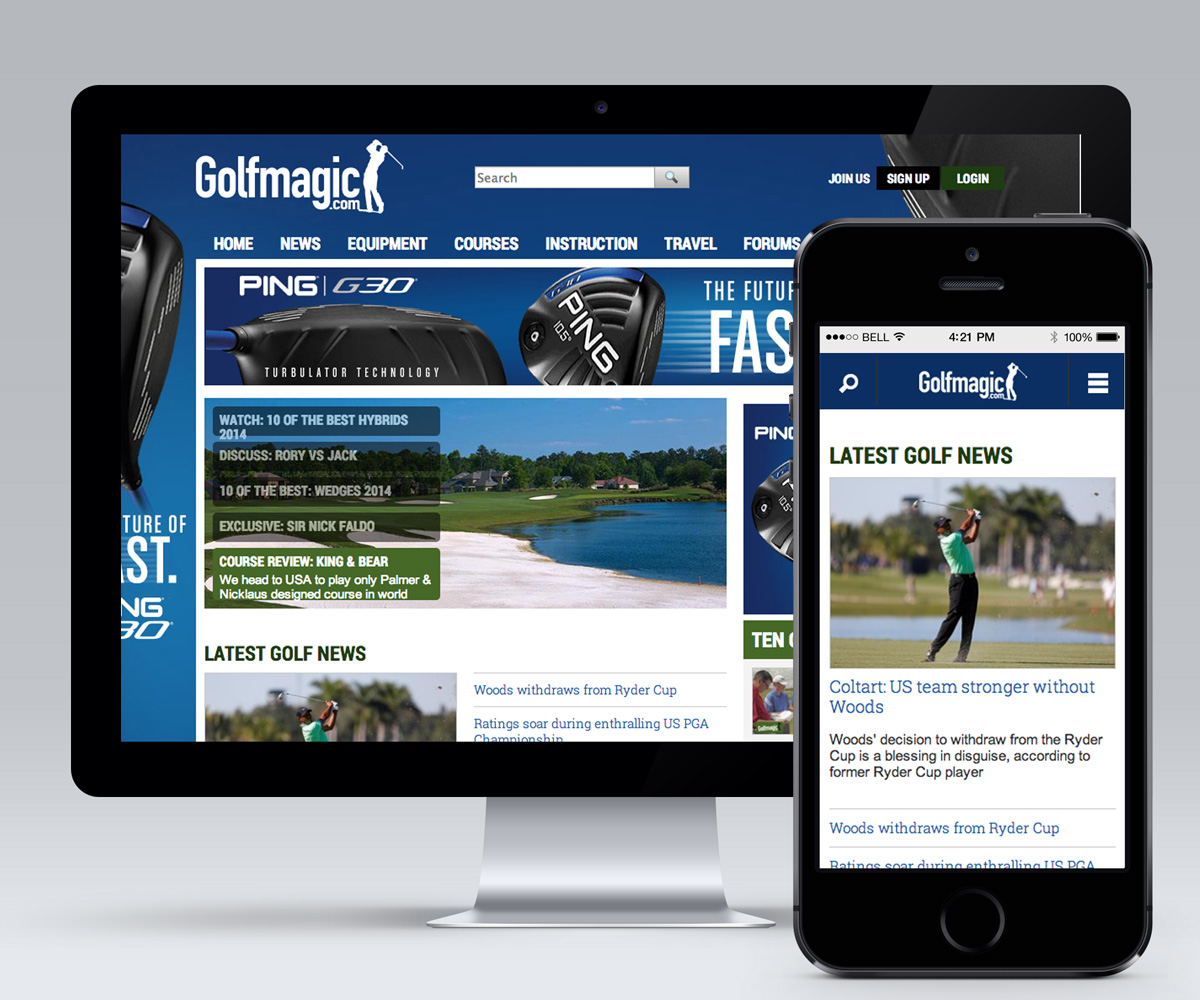 Golfmagic
.com
Search
JOIN US
SIGN UP
LOGIN
HOME
NEWS
EQUIPMENT
COURSES
INSTRUCTION
TRAVEL
FORUMS
PING
G30
TURBULATOR TECHNOLOGY
G30
10.5°
PING
THE FUTU
FAS
TURE OF
AST.
NG
30
WATCH: 10 OF THE BEST HYBRIDS
2014
DISCUSS: RORY VS JACK
10 OF THE BEST: WEDGES 2014
EXCLUSIVE: SIR NICK FALDO
COURSE REVIEW: KING & BEAR
We head to USA to play only Palmer &
Nicklaus designed course in world
PIN
10.5
LATEST GOLF NEWS
Woods withdraws from Ryder Cup
Ratings soar during enthralling US PGA
Championship
TEN
Golfmagic
BELL
4:21 PM
100%
Golfmagic
.com
LATEST GOLF NEWS
Coltart: US team stronger without
Woods
Woods' decision to withdraw from the Ryder
Cup is a blessing in disguise, according to
former Ryder Cup player
Woods withdraws from Ryder Cup
Ratings soar during enthralling US PGA